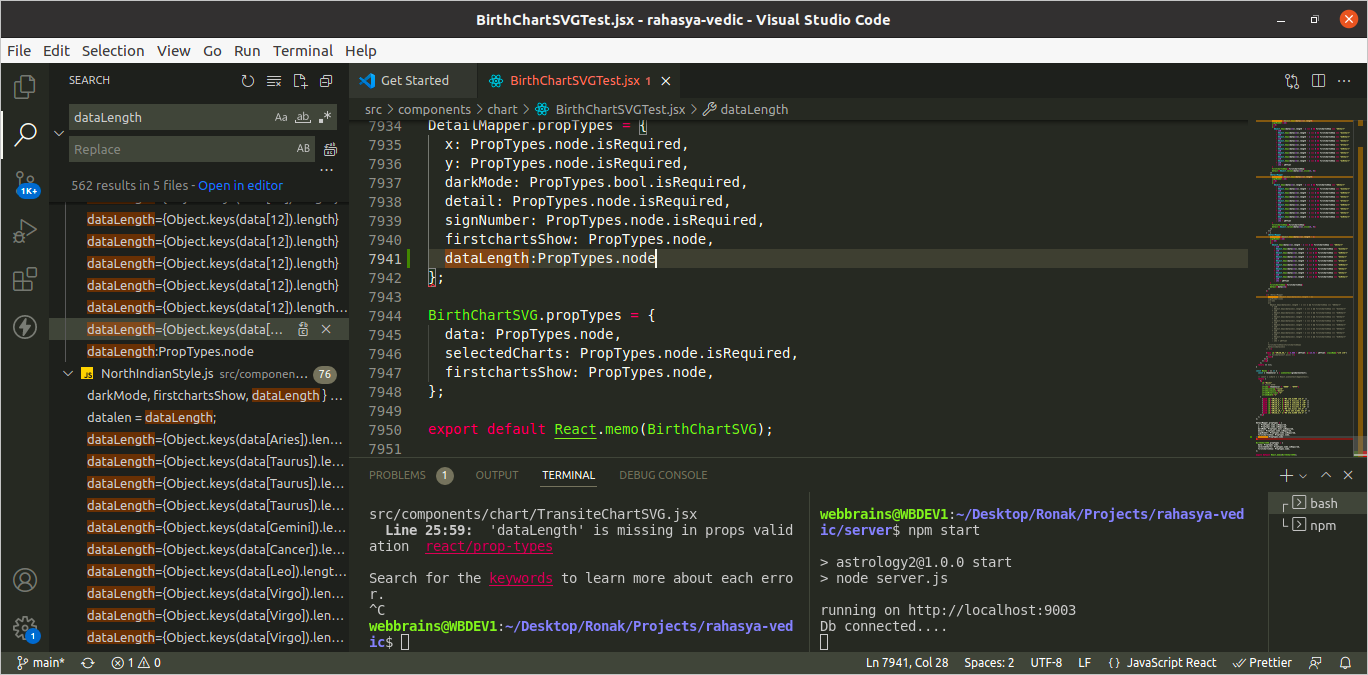 BirthChartSVGTest.jsx - rahasya-vedic - Visual Studio Code
File Edit Selection View Go Run Terminal Help
SEARCH
dataLength
Aa ab .*
Replace
AB
562 results in 5 files - Open in editor
dataLength={Object.keys(data[12]).length}
dataLength={Object.keys(data[12]).length}
dataLength={Object.keys(data[12]).length}
dataLength={Object.keys(data[12]).length}
dataLength={Object.keys(data[12]).length...
dataLength={Object.keys(data[...
dataLength:PropTypes.node
JS NorthIndianStyle.js src/componen... 76
darkMode, firstchartsShow, dataLength } ...
datalen = dataLength;
dataLength={Object.keys(data[Aries]).len...
dataLength={Object.keys(data[Taurus]).le...
dataLength={Object.keys(data[Taurus]).le...
dataLength={Object.keys(data[Taurus]).le...
dataLength={Object.keys(data[Gemini]).le...
dataLength={Object.keys(data[Cancer]).le...
dataLength={Object.keys(data[Leo]).lengt...
dataLength={Object.keys(data[Virgo]).len...
dataLength={Object.keys(data[Virgo]).len...
dataLength={Object.keys(data[Virgo]).len...
1K+
1
Get Started
BirthChartSVGTest.jsx 1
src > components > chart > BirthChartSVGTest.jsx > dataLength
7934 DetailMapper.propTypes = {
7935 x: PropTypes.node.isRequired,
7936 y: PropTypes.node.isRequired,
7937 darkMode: PropTypes.bool.isRequired,
7938 detail: PropTypes.node.isRequired,
7939 signNumber: PropTypes.node.isRequired,
7940 firstchartsShow: PropTypes.node,
7941 dataLength:PropTypes.node
7942 };
7943
7944 BirthChartSVG.propTypes = {
7945 data: PropTypes.node,
7946 selectedCharts: PropTypes.node.isRequired,
7947 firstchartsShow: PropTypes.node,
7948 };
7949
7950 export default React.memo(BirthChartSVG);
7951
PROBLEMS 1 OUTPUT TERMINAL DEBUG CONSOLE
src/components/chart/TransiteChartSVG.jsx
Line 25:59: 'dataLength' is missing in props valid
ation react/prop-types
Search for the keywords to learn more about each erro
r.
^C
webbrains@WBDEV1:~/Desktop/Ronak/Projects/rahasya-ved
ic$
webbrains@WBDEV1:~/Desktop/Ronak/Projects/rahasya-ved
ic/server$ npm start
> astrology2@1.0.0 start
> node server.js
running on http://localhost:9003
Db connected....
bash
npm
main* 1 0
Ln 7941, Col 28 Spaces: 2 UTF-8 LF {} JavaScript React Prettier